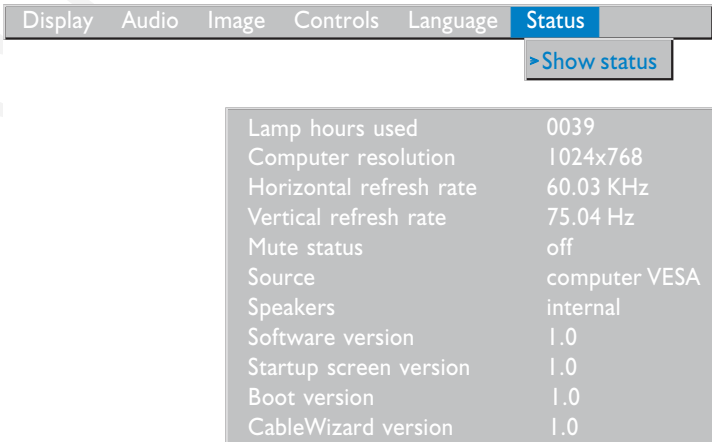 Display Audio Image Controls Language Status
➤Show status
Lamp hours used 0039
Computer resolution 1024x768
Horizontal refresh rate 60.03 KHz
Vertical refresh rate 75.04 Hz
Mute status off
Source computer VESA
Speakers internal
Software version 1.0
Startup screen version 1.0
Boot version 1.0
CableWizard version 1.0